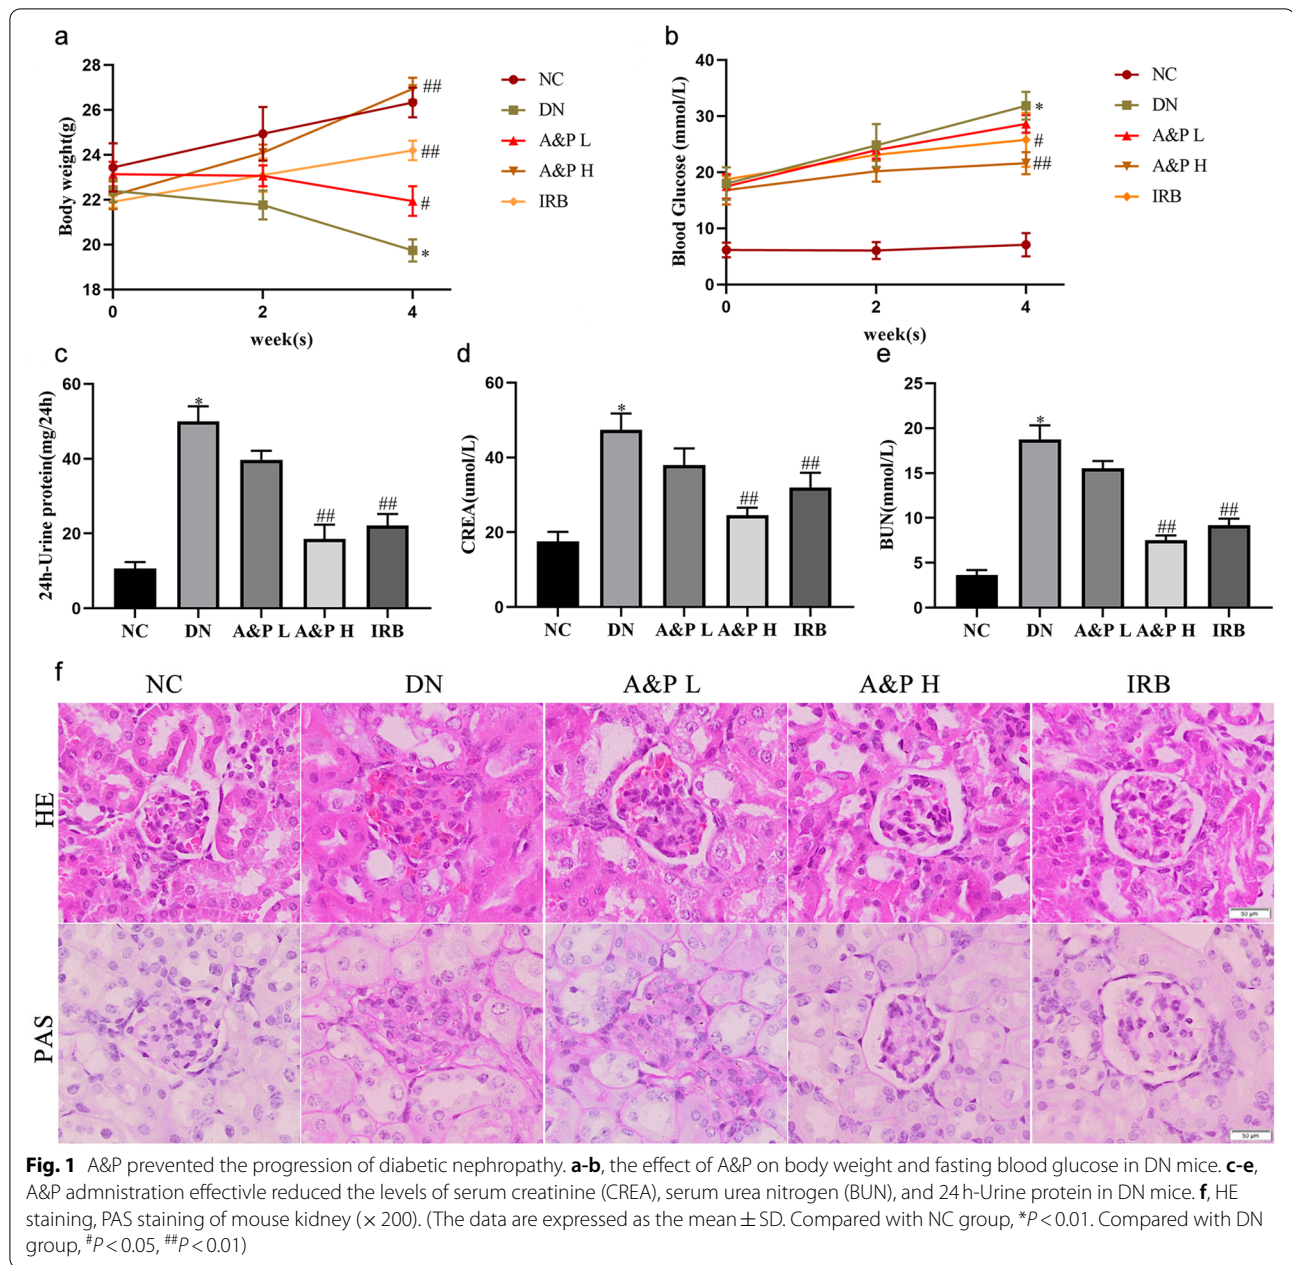 a
28
26
24
22
20
18
Body weight(g)
0
2
4
week(s)
##
##
#
*
NC
DN
A&P L
A&P H
IRB
b
40
30
20
10
0
Blood Glucose (mmol/L)
0
2
4
week(s)
*
#
##
NC
DN
A&P L
A&P H
IRB
c
60
40
20
0
24h-Urine protein(mg/24h)
*
##
##
NC DN A&P L A&P H IRB
d
60
40
20
0
CREA(umol/L)
*
##
##
NC DN A&P L A&P H IRB
e
25
20
15
10
5
0
BUN(mmol/L)
*
##
##
NC DN A&P L A&P H IRB
f
NC DN A&P L A&P H IRB
HE
50 μm
PAS
50 μm
Fig. 1 A&P prevented the progression of diabetic nephropathy. a-b, the effect of A&P on body weight and fasting blood glucose in DN mice. c-e,
A&P admnistration effectivle reduced the levels of serum creatinine (CREA), serum urea nitrogen (BUN), and 24 h-Urine protein in DN mice. f, HE
staining, PAS staining of mouse kidney (× 200). (The data are expressed as the mean ± SD. Compared with NC group, *P < 0.01. Compared with DN
group, #P < 0.05, ##P < 0.01)